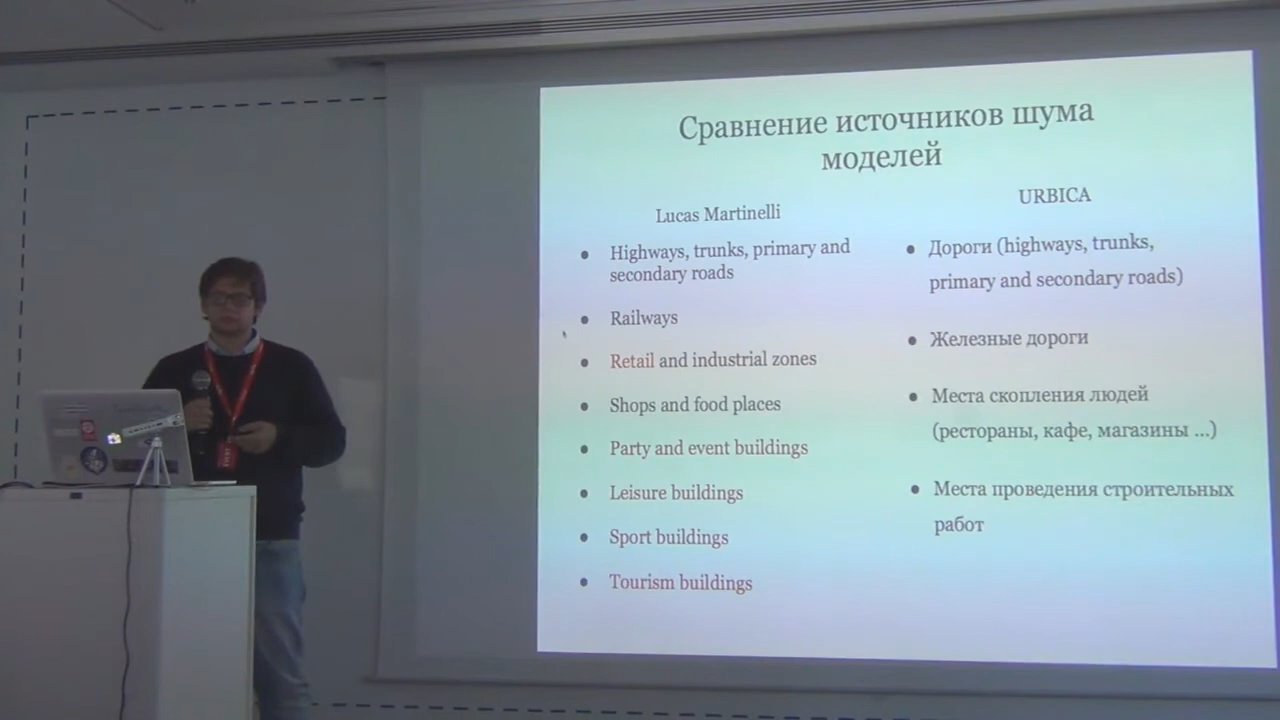 Сравнение источников шума
моделей
Lucas Martinelli
Highways, trunks, primary and
secondary roads
Railways
Retail and industrial zones
Shops and food places
Party and event buildings
Leisure buildings
Sport buildings
Tourism buildings
URBICA
Дороги (highways, trunks,
primary and secondary roads)
Железные дороги
Места скопления людей
(рестораны, кафе, магазины ...)
Места проведения строительных
работ